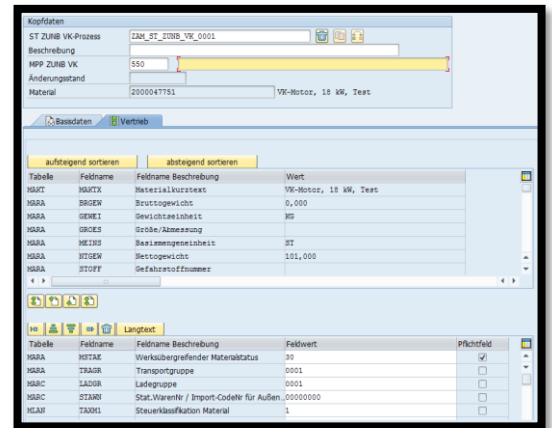 Kopfdaten
ST ZUNB VK-Prozess ZAM_ST_ZUNB_VK_0001
Beschreibung
MPP ZUNB VK 550
Änderungsstand
Material 2000047751 VK-Motor, 18 kW, Test
Basisdaten Vertrieb
aufsteigend sortieren absteigend sortieren
Tabelle Feldname Feldname Beschreibung Wert
MAKT MAKTX Materialkurztext VK-Motor, 18 kW, Test
MARA BRGEW Bruttogewicht 0,000
MARA GEWEI Gewichtseinheit KG
MARA GROES Größe/Abmessung
MARA MEINS Basismengeneinheit ST
MARA NTGEW Nettogewicht 101,000
MARA STOFF Gefahrstoffnummer
Langtext
Tabelle Feldname Feldname Beschreibung Feldwert Pflichtfeld
MARA MSTAE Werksübergreifender Materialstatus 30
MARA TRAGR Transportgruppe 0001
MARC LADGR Ladegruppe 0001
MARC STAWN Stat.WarenNr / Import-CodeNr für Außen.. 00000000
MLAN TAXM1 Steuerklassifikation Material 1